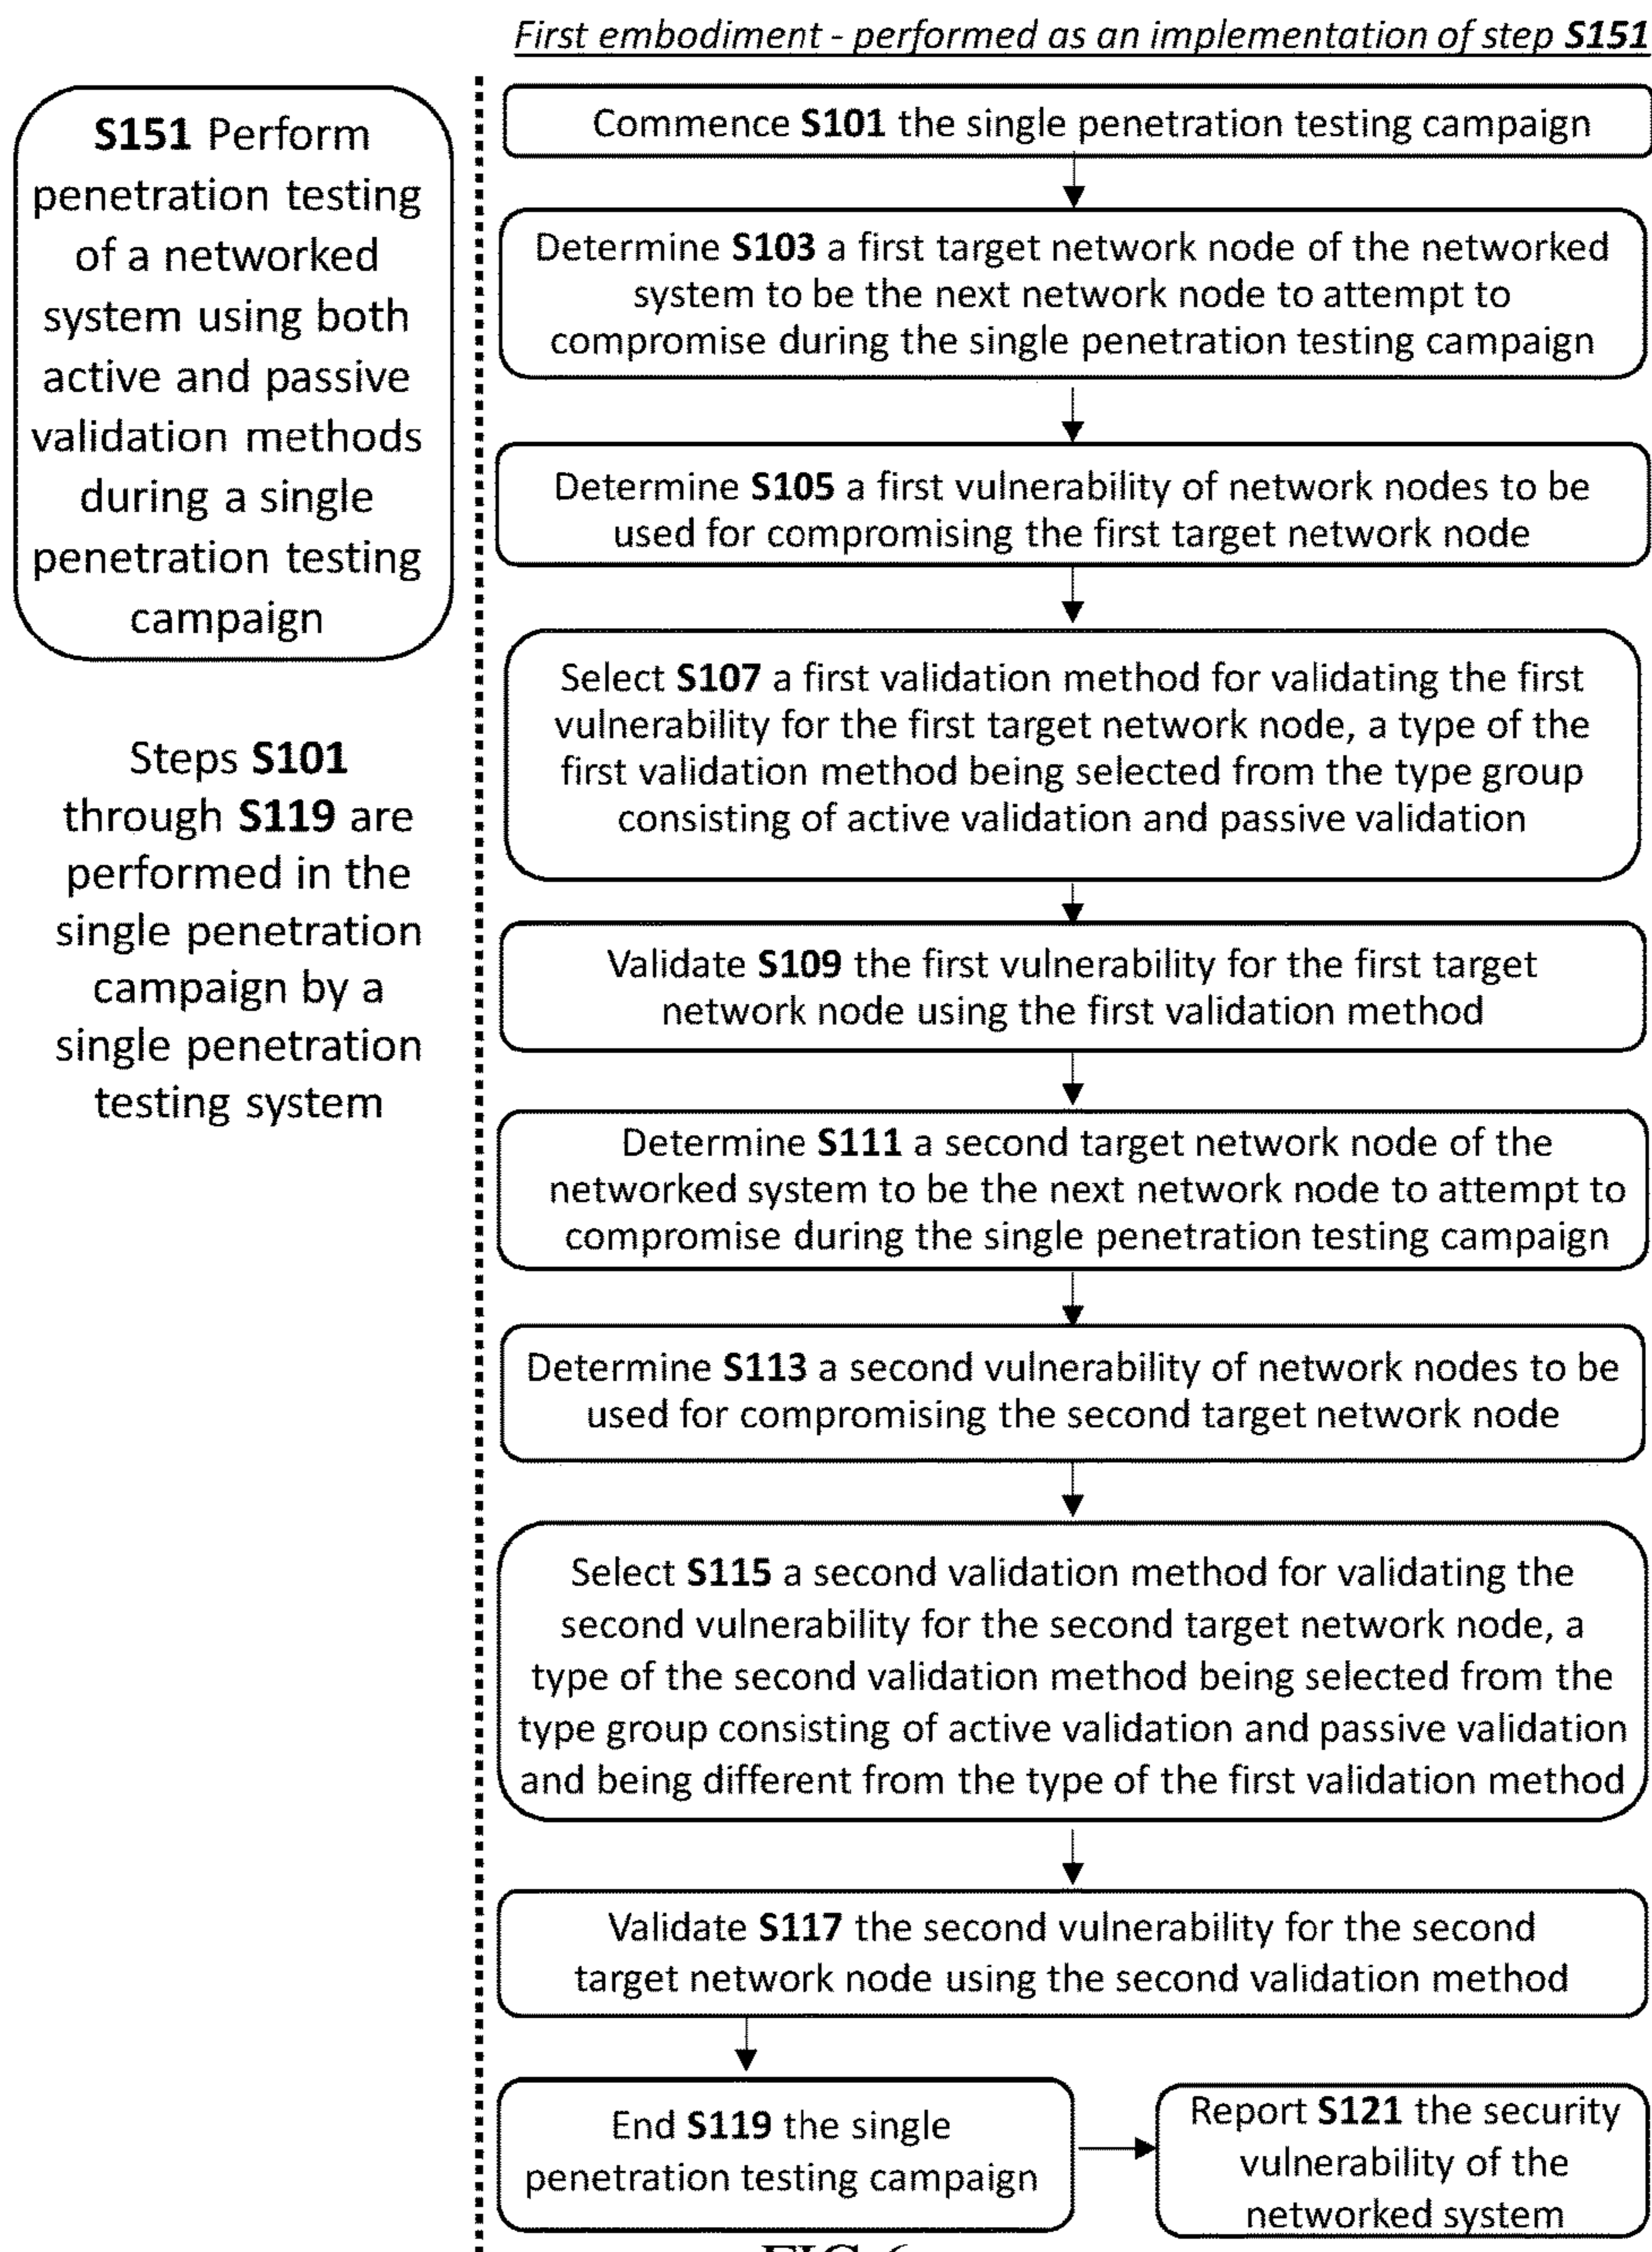 First embodiment - performed as an implementation of step S151
S151 Perform
penetration testing
of a networked
system using both
active and passive
validation methods
during a single
penetration testing
campaign
Steps S101
through S119 are
performed in the
single penetration
campaign by a
single penetration
testing system
Commence S101 the single penetration testing campaign
Determine S103 a first target network node of the networked
system to be the next network node to attempt to
compromise during the single penetration testing campaign
Determine S105 a first vulnerability of network nodes to be
used for compromising the first target network node
Select S107 a first validation method for validating the first
vulnerability for the first target network node, a type of the
first validation method being selected from the type group
consisting of active validation and passive validation
Validate S109 the first vulnerability for the first target
network node using the first validation method
Determine S111 a second target network node of the
networked system to be the next network node to attempt to
compromise during the single penetration testing campaign
Determine S113 a second vulnerability of network nodes to be
used for compromising the second target network node
Select S115 a second validation method for validating the
second vulnerability for the second target network node, a
type of the second validation method being selected from the
type group consisting of active validation and passive validation
and being different from the type of the first validation method
Validate S117 the second vulnerability for the second
target network node using the second validation method
End S119 the single
penetration testing campaign
Report S121 the security
vulnerability of the
networked system